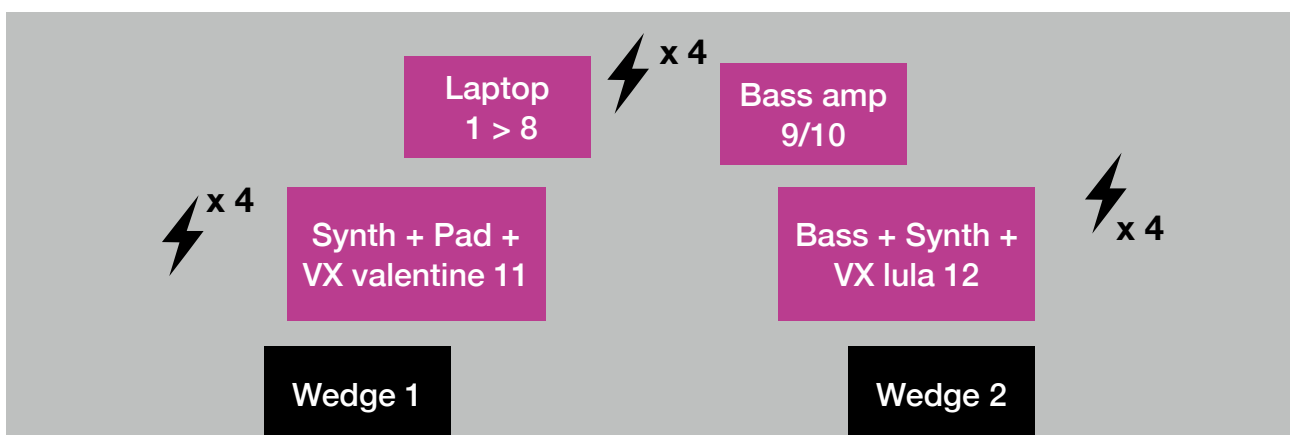 x 4
Laptop
1 > 8
Bass amp
9/10
x 4
Synth + Pad +
VX valentine 11
Bass + Synth +
VX lula 12
x 4
Wedge 1
Wedge 2